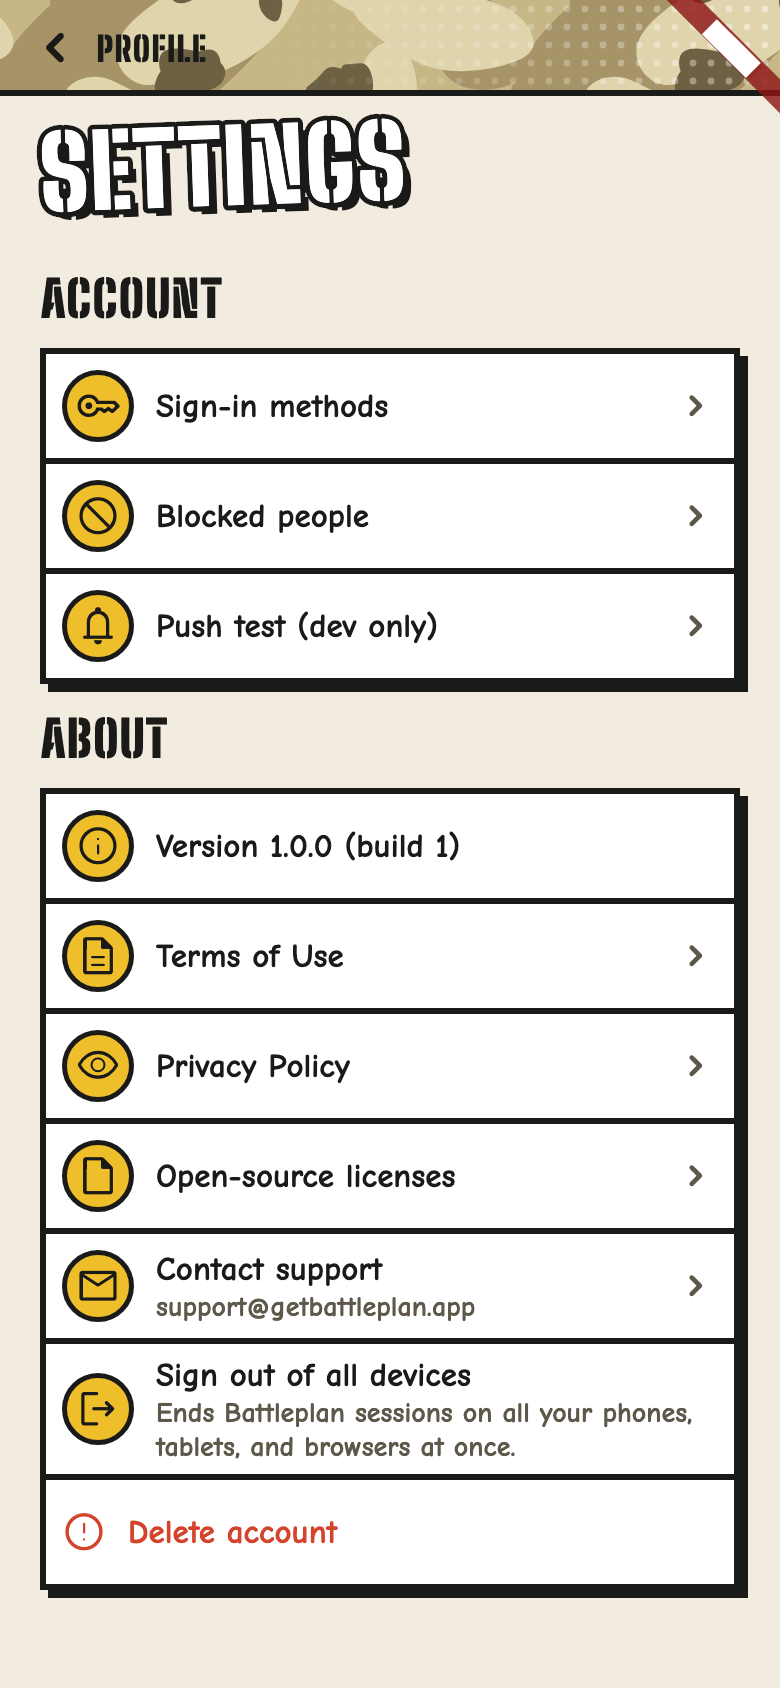 PROFILE
SETTINGS
ACCOUNT
Sign-in methods
Blocked people
Push test (dev only)
ABOUT
Version 1.0.0 (build 1)
Terms of Use
Privacy Policy
Open-source licenses
Contact support
support@getbattleplan.app
Sign out of all devices
Ends Battleplan sessions on all your phones,
tablets, and browsers at once.
Delete account